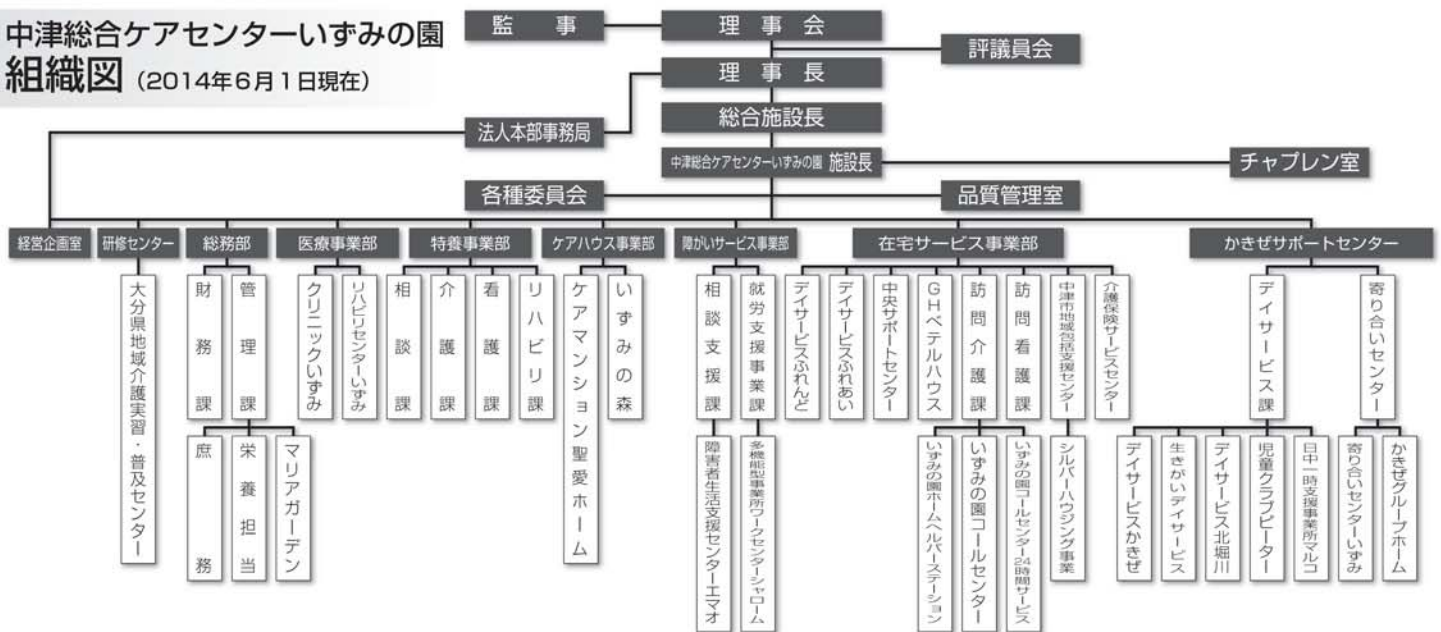 中津総合ケアセンターいずみの園
組織図 (2014年6月1日現在)
監事
理事会
評議員会
理事長
総合施設長
法人本部事務局
中津総合ケアセンターいずみの園 施設長
チャプレン室
各種委員会
品質管理室
経営企画室
研修センター
総務部
医療事業部
特養事業部
ケアハウス事業部
障がいサービス事業部
在宅サービス事業部
かきぜサポートセンター
大分県地域介護実習・普及センター
財務課
管理課
クリニックいずみ
リハビリセンターいずみ
相談課
介護課
看護課
リハビリ課
ケアマンション聖愛ホーム
いずみの森
相談支援課
就労支援事業課
デイサービスふれんど
デイサービスふれあい
中央サポートセンター
GHベテルハウス
訪問介護課
訪問看護課
中津市地域包括支援センター
介護保険サービスセンター
デイサービス課
寄り合いセンター
庶務
栄養担当
マリアガーデン
障害者生活支援センターエマオ
多機能型事業所ワークセンターシャローム
いずみの園ホームヘルパーステーション
いずみの園コールセンター
いずみの園コールセンター24時間サービス
シルバーハウジング事業
デイサービスかきぜ
生きがいデイサービス
デイサービス北堀川
児童クラブピーター
日中一時支援事業所マルコ
寄り合いセンターいずみ
かきぜグループホーム